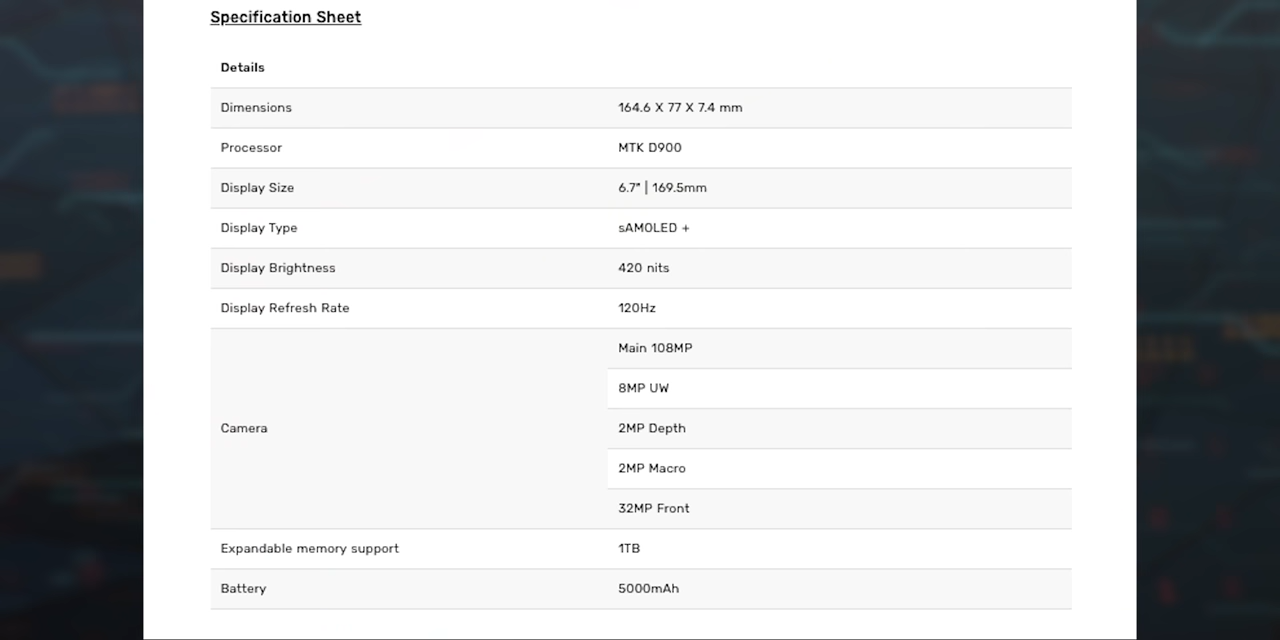 Specification Sheet
Details
Dimensions 164.6 X 77 X 7.4 mm
Processor MTK D900
Display Size 6.7" | 169.5mm
Display Type sAMOLED +
Display Brightness 420 nits
Display Refresh Rate 120Hz
Camera
Main 108MP
8MP UW
2MP Depth
2MP Macro
32MP Front
Expandable memory support 1TB
Battery 5000mAh